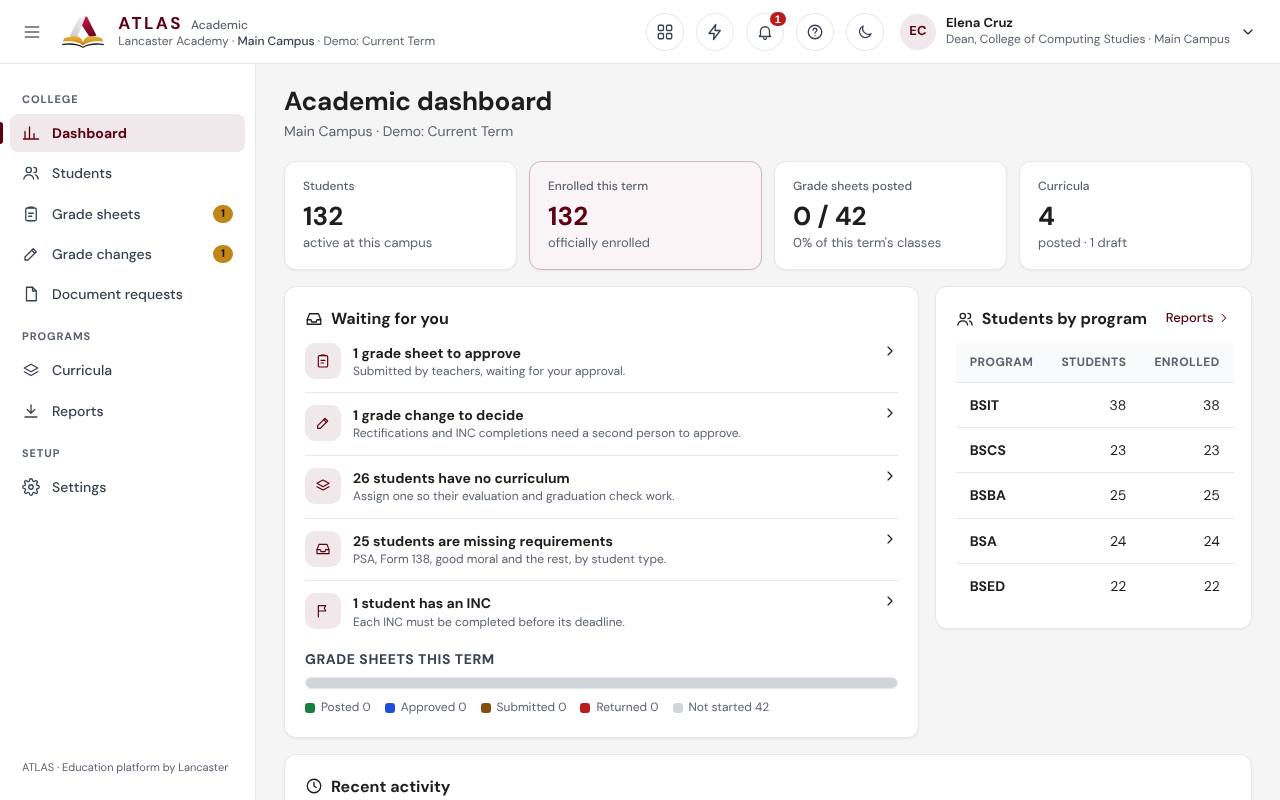 ATLAS Academic
Lancaster Academy · Main Campus · Demo: Current Term
1
EC
Elena Cruz
Dean, College of Computing Studies · Main Campus
COLLEGE
Dashboard
Students
Grade sheets 1
Grade changes 1
Document requests
PROGRAMS
Curricula
Reports
SETUP
Settings
ATLAS · Education platform by Lancaster
Academic dashboard
Main Campus · Demo: Current Term
Students
132
active at this campus
Enrolled this term
132
officially enrolled
Grade sheets posted
0 / 42
0% of this term's classes
Curricula
4
posted · 1 draft
Waiting for you
1 grade sheet to approve
Submitted by teachers, waiting for your approval.
1 grade change to decide
Rectifications and INC completions need a second person to approve.
26 students have no curriculum
Assign one so their evaluation and graduation check work.
25 students are missing requirements
PSA, Form 138, good moral and the rest, by student type.
1 student has an INC
Each INC must be completed before its deadline.
GRADE SHEETS THIS TERM
Posted 0 Approved 0 Submitted 0 Returned 0 Not started 42
Students by program Reports
PROGRAM STUDENTS ENROLLED
BSIT 38 38
BSCS 23 23
BSBA 25 25
BSA 24 24
BSED 22 22
Recent activity